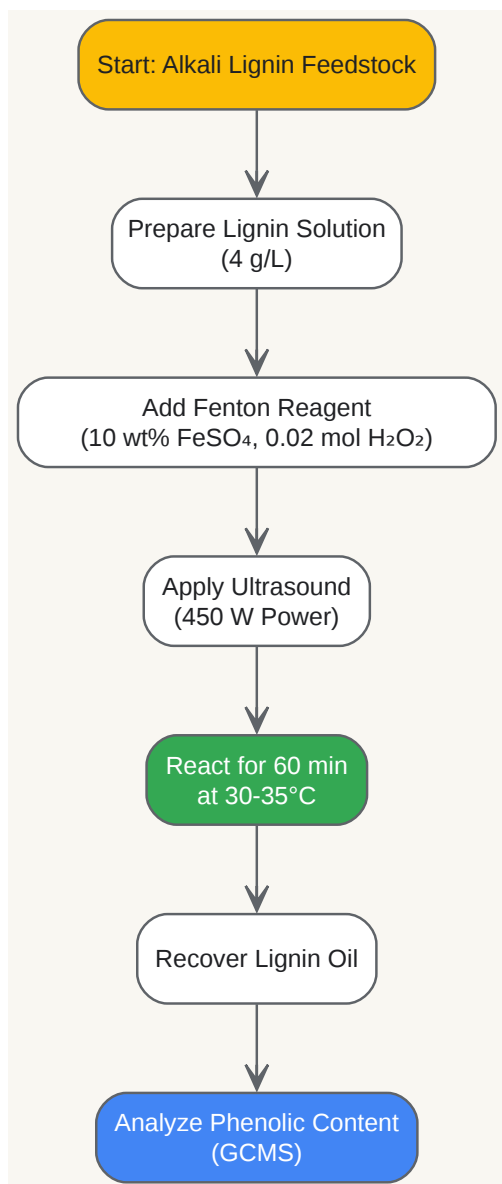 Start: Alkali Lignin Feedstock
Prepare Lignin Solution
(4 g/L)
Add Fenton Reagent
(10 wt% FeSO₄, 0.02 mol H₂O₂)
Apply Ultrasound
(450 W Power)
React for 60 min
at 30-35°C
Recover Lignin Oil
Analyze Phenolic Content
(GCMS)